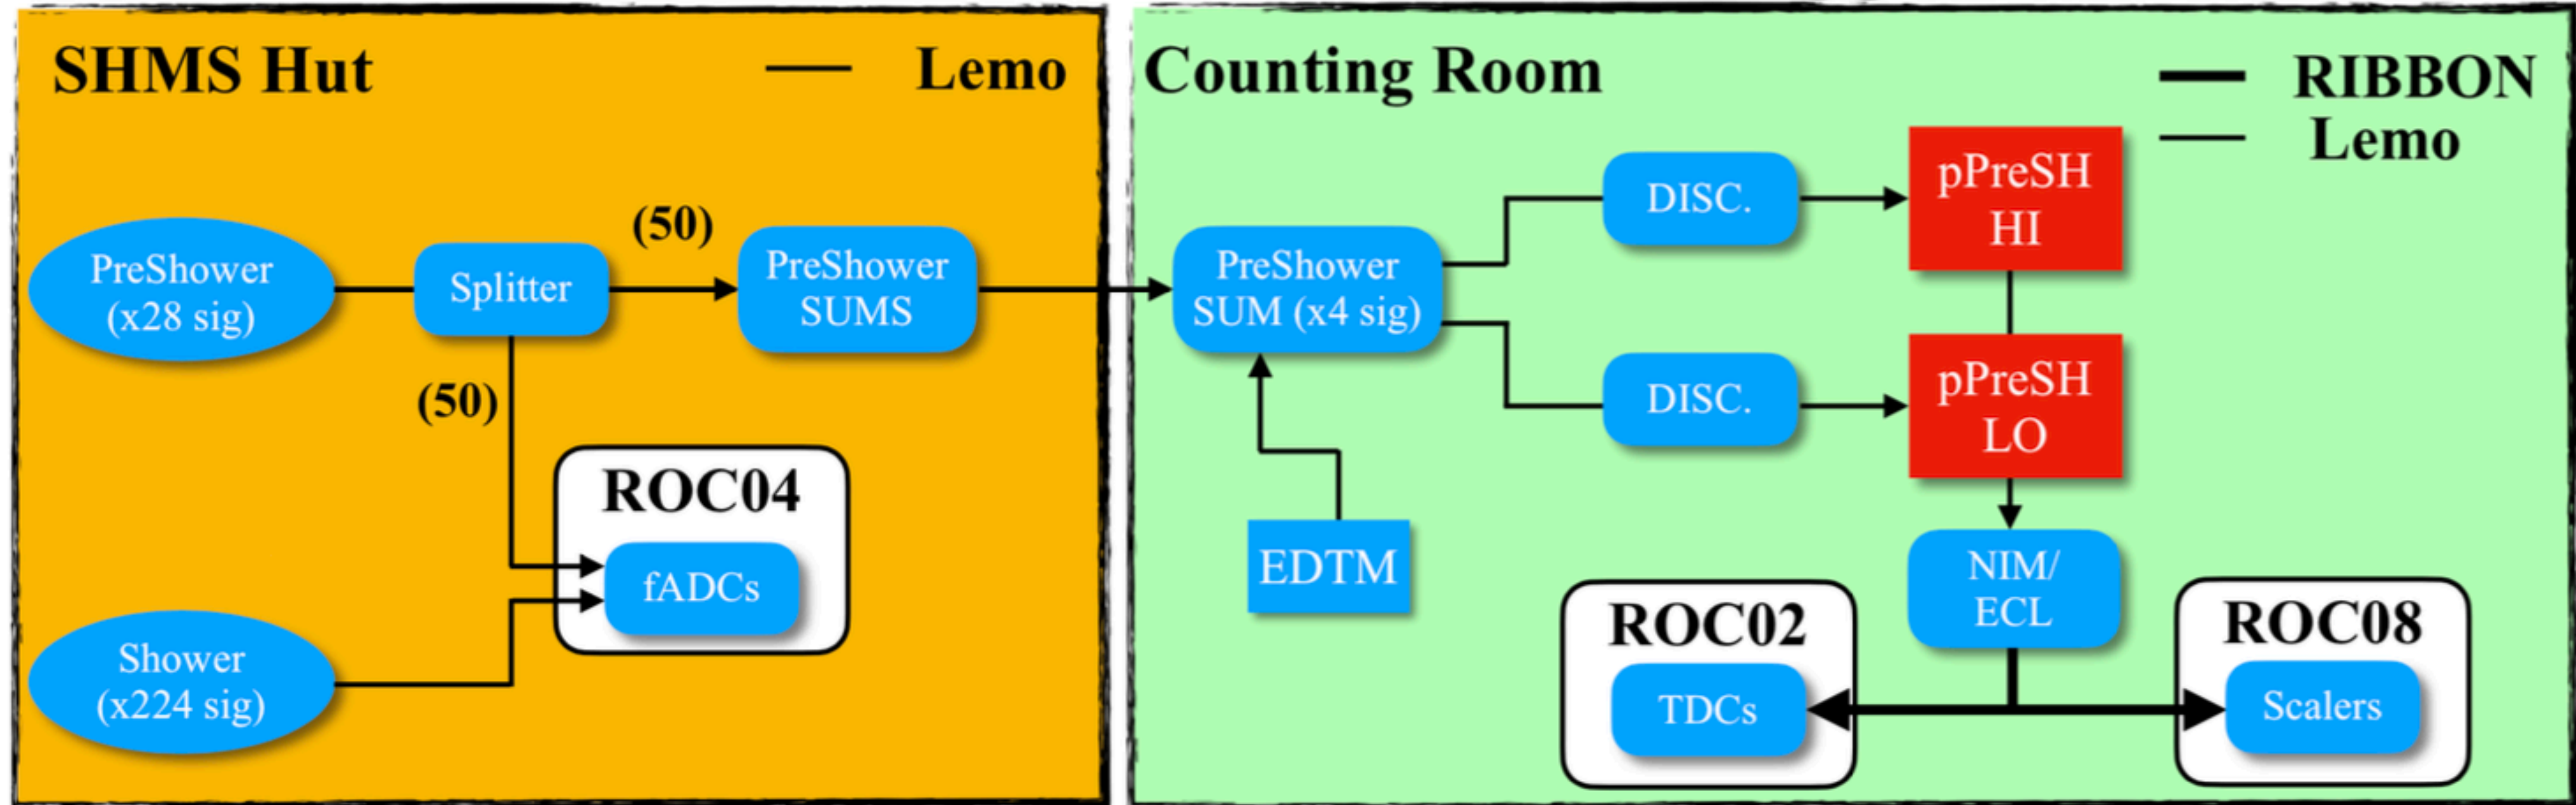 SHMS Hut
Lemo
PreShower
(x28 sig)
Splitter
(50)
PreShower
SUMS
(50)
ROC04
fADCs
Shower
(x224 sig)
Counting Room
RIBBON
Lemo
PreShower
SUM (x4 sig)
DISC.
pPreSH
HI
DISC.
pPreSH
LO
EDTM
NIM/
ECL
ROC02
TDCs
ROC08
Scalers